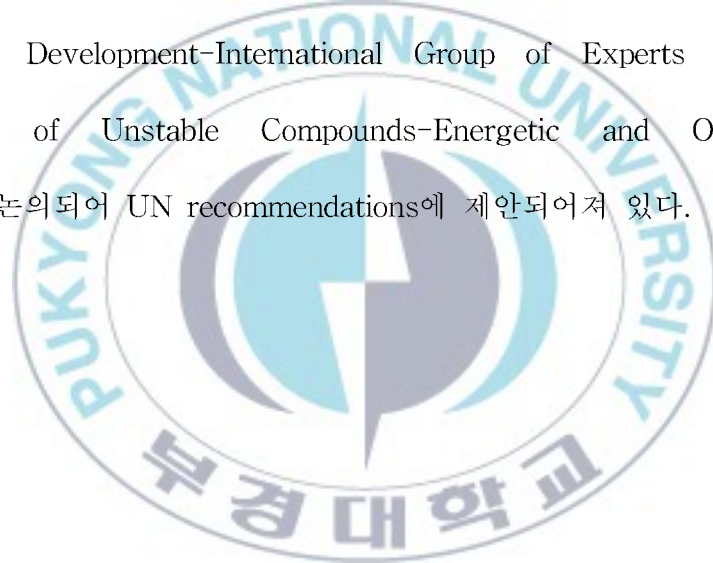 Development-International Group of Experts
of Unstable Compounds-Energetic and O
논의되어 UN recommendations에 제안되어져 있다.
PUKYONG NATIONAL UNIVERSITY
부경대학교